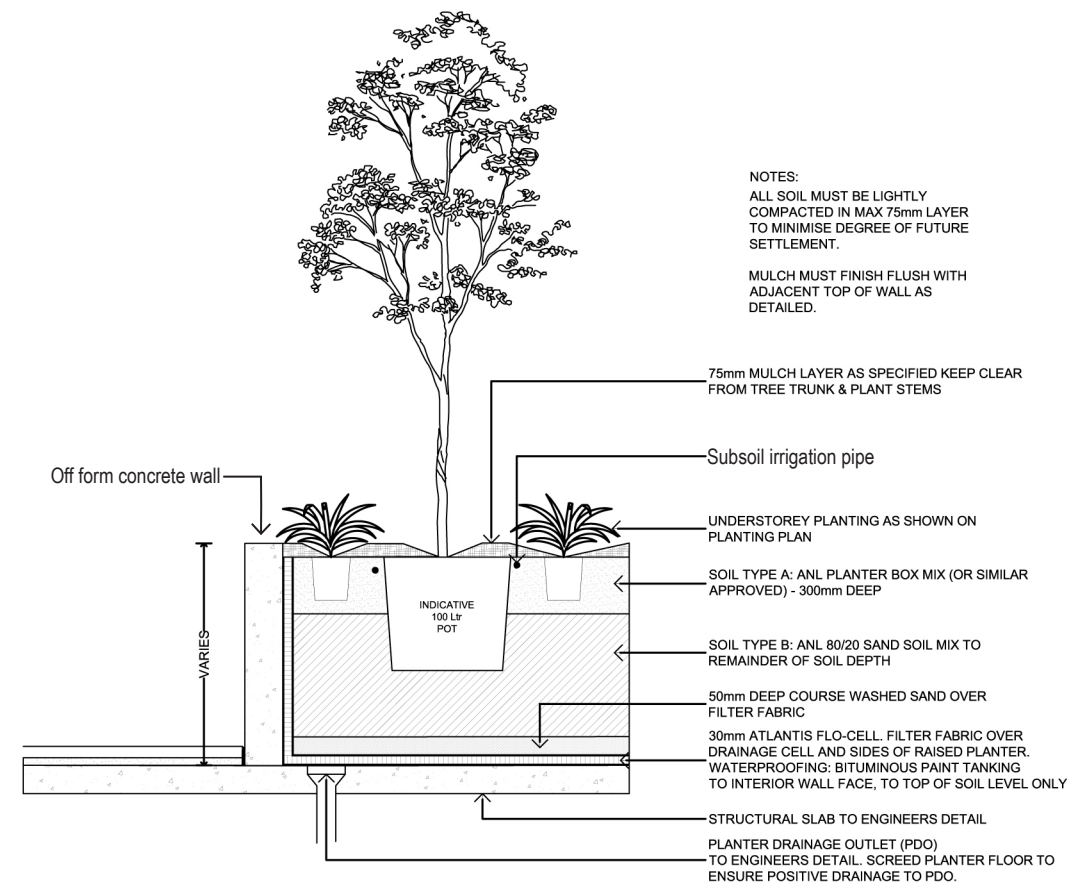 NOTES:
ALL SOIL MUST BE LIGHTLY
COMPACTED IN MAX 75mm LAYER
TO MINIMISE DEGREE OF FUTURE
SETTLEMENT.
MULCH MUST FINISH FLUSH WITH
ADJACENT TOP OF WALL AS
DETAILED.
75mm MULCH LAYER AS SPECIFIED KEEP CLEAR
FROM TREE TRUNK & PLANT STEMS
Subsoil irrigation pipe
Off form concrete wall
UNDERSTOREY PLANTING AS SHOWN ON
PLANTING PLAN
SOIL TYPE A: ANL PLANTER BOX MIX (OR SIMILAR
APPROVED) - 300mm DEEP
INDICATIVE
100 Ltr
POT
VARIES
SOIL TYPE B: ANL 80/20 SAND SOIL MIX TO
REMAINDER OF SOIL DEPTH
50mm DEEP COURSE WASHED SAND OVER
FILTER FABRIC
30mm ATLANTIS FLO-CELL. FILTER FABRIC OVER
DRAINAGE CELL AND SIDES OF RAISED PLANTER.
WATERPROOFING: BITUMINOUS PAINT TANKING
TO INTERIOR WALL FACE, TO TOP OF SOIL LEVEL ONLY
STRUCTURAL SLAB TO ENGINEERS DETAIL
PLANTER DRAINAGE OUTLET (PDO)
TO ENGINEERS DETAIL. SCREED PLANTER FLOOR TO
ENSURE POSITIVE DRAINAGE TO PDO.